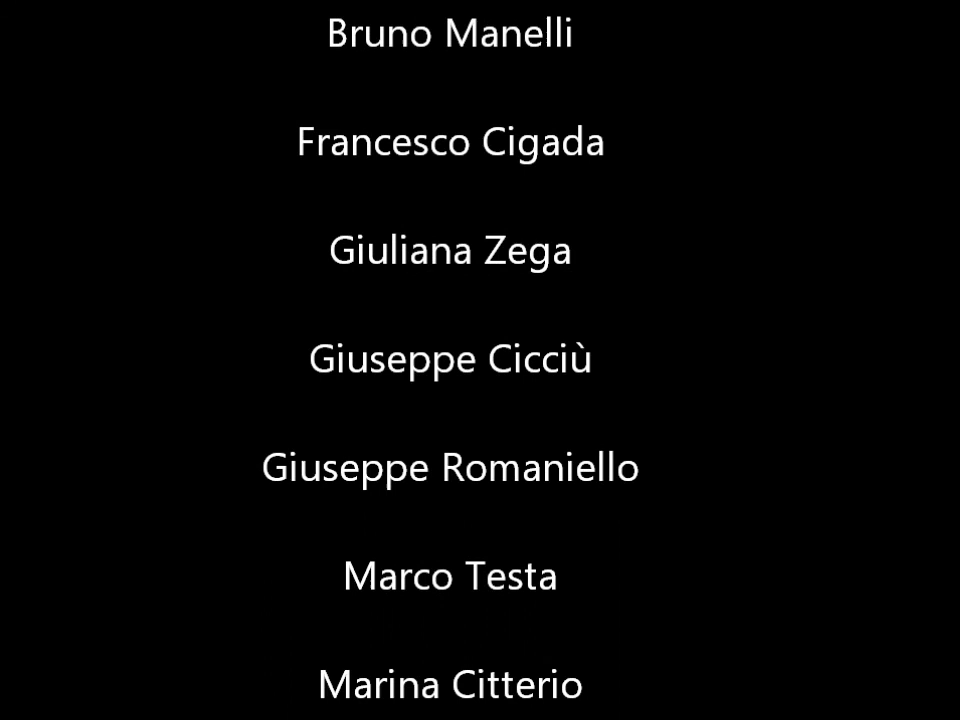 Bruno Manelli
Francesco Cigada
Giuliana Zega
Giuseppe Cicciù
Giuseppe Romaniello
Marco Testa
Marina Citterio